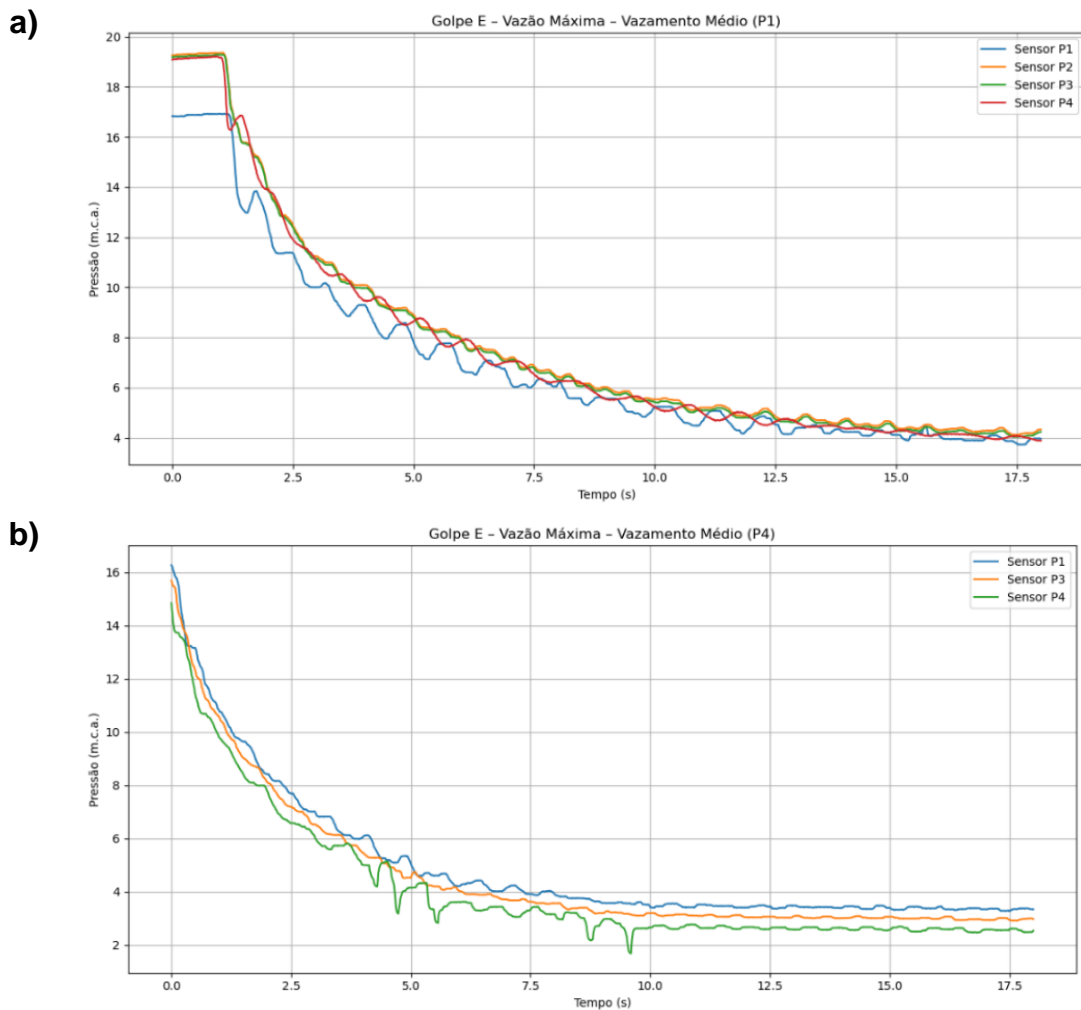 a)
Golpe E – Vazão Máxima – Vazamento Médio (P1)
Sensor P1
Sensor P2
Sensor P3
Sensor P4
Pressão (m.c.a.)
20
18
16
14
12
10
8
6
4
0.0 2.5 5.0 7.5 10.0 12.5 15.0 17.5
Tempo (s)
b)
Golpe E – Vazão Máxima – Vazamento Médio (P4)
Sensor P1
Sensor P3
Sensor P4
Pressão (m.c.a.)
16
14
12
10
8
6
4
2
0.0 2.5 5.0 7.5 10.0 12.5 15.0 17.5
Tempo (s)